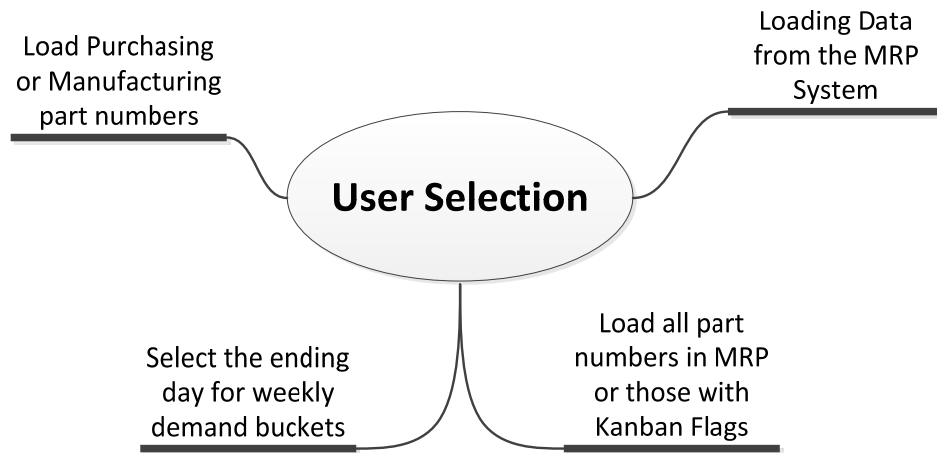 Load Purchasing
or Manufacturing
part numbers
Loading Data
from the MRP
System
User Selection
Select the ending
day for weekly
demand buckets
Load all part
numbers in MRP
or those with
Kanban Flags